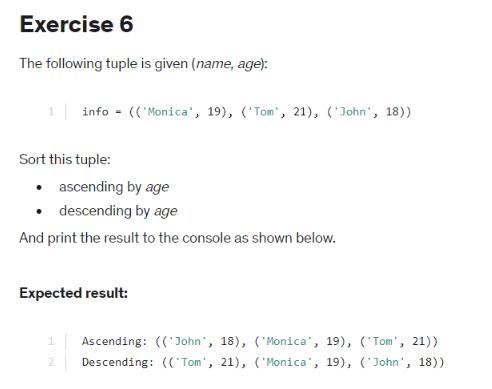 Exercise 6
The following tuple is given (name, age):
1 info = (('Monica', 19), ('Tom', 21), ('John', 18))
Sort this tuple:
• ascending by age
• descending by age
And print the result to the console as shown below.
Expected result:
1 Ascending: (('John', 18), ('Monica', 19), ('Tom', 21))
2 Descending: (('Tom', 21), ('Monica', 19), ('John', 18))